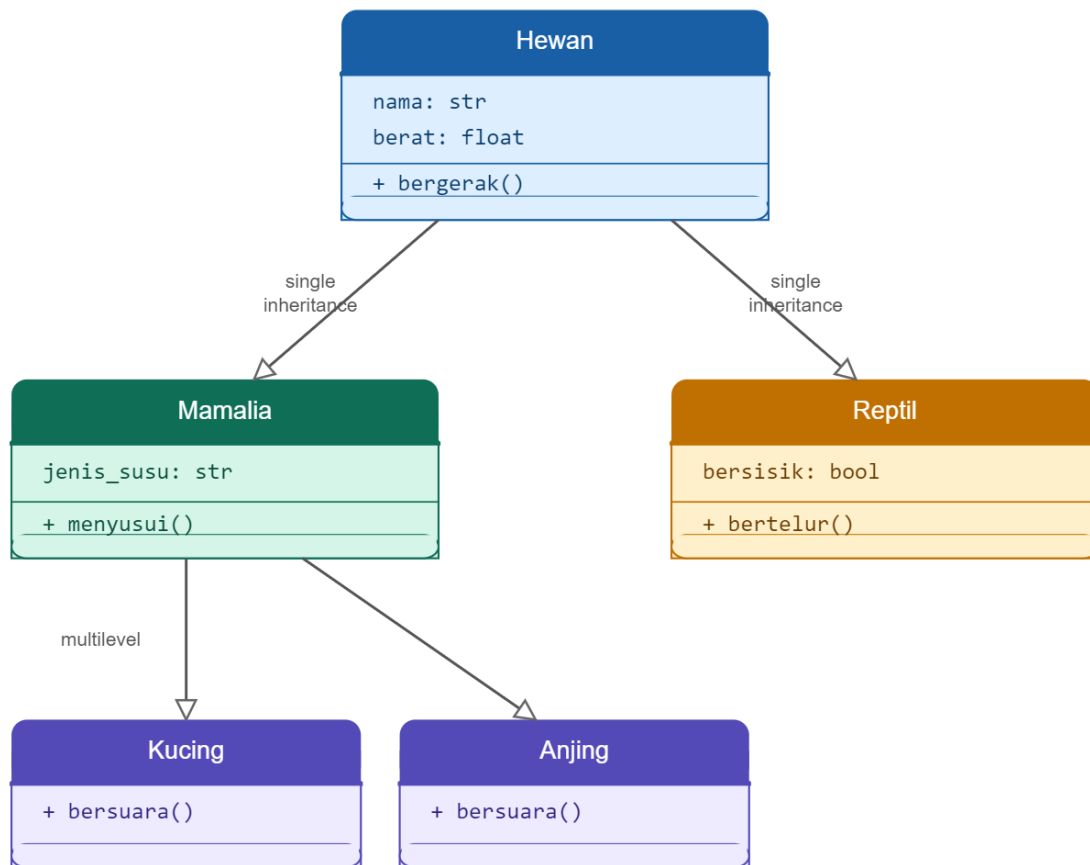 Hewan
nama: str
berat: float
+ bergerak()
single
inheritance
single
inheritance
Mamalia
jenis_susu: str
+ menyusui()
Reptil
bersisik: bool
+ bertelur()
multilevel
Kucing
+ bersuara()
Anjing
+ bersuara()